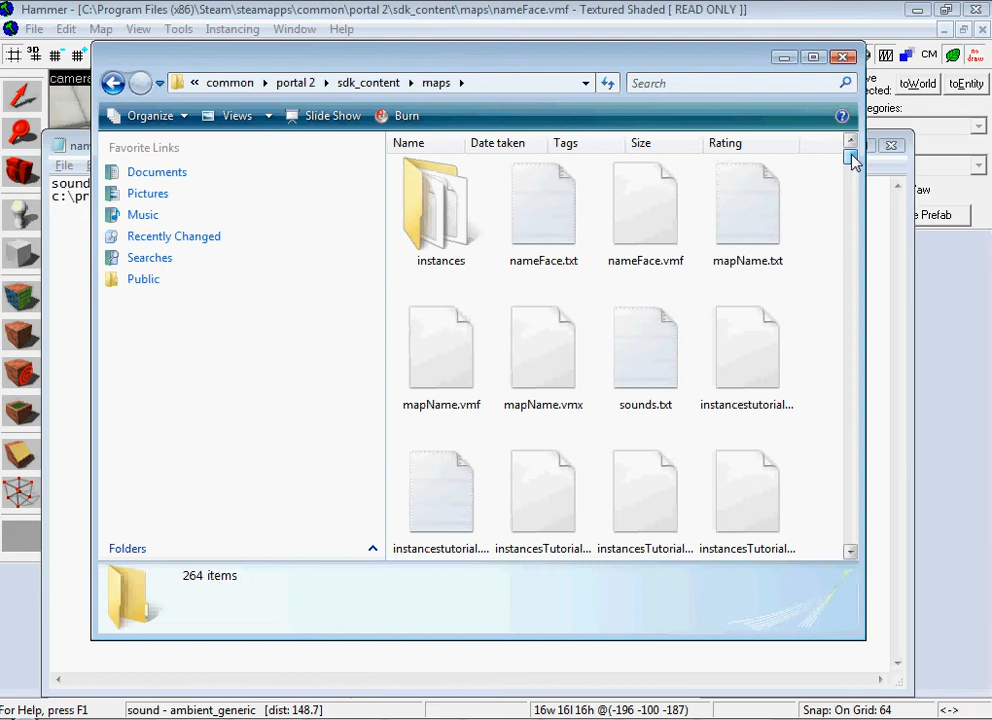 Hammer - [C:\Program Files (x86)\Steam\steamapps\common\portal 2\sdk_content\maps\nameFace.vmf - Textured Shaded [ READ ONLY ]]
File Edit Map View Tools Instancing Window Help
3D
CM
camera
common portal 2 sdk_content maps
Search
toWorld
toEntity
Organize Views Slide Show Burn
Favorite Links
Documents
Pictures
Music
Recently Changed
Searches
Public
Folders
Name Date taken Tags Size Rating
instances
nameFace.txt
nameFace.vmf
mapName.txt
mapName.vmf
mapName.vmx
sounds.txt
instancestutorial...
instancestutorial....
instancesTutorial...
instancesTutorial...
instancesTutorial...
264 items
nam
File
sound
c:\pr
Prefab
For Help, press F1
sound - ambient_generic [dist: 148.7]
16w 16l 16h @(-196 -100 -187)
Snap: On Grid: 64
<->